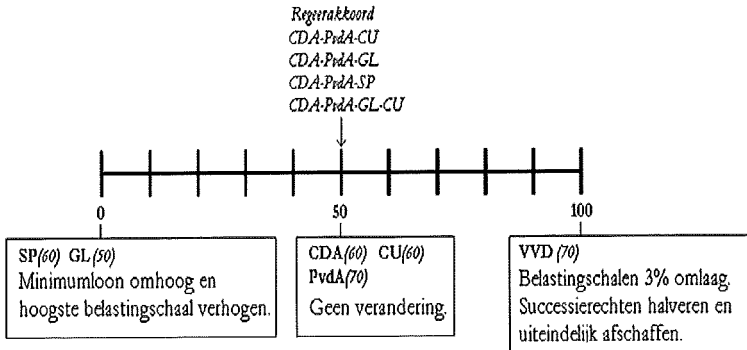 Regeerakkoord
CDA-PvdA-CU
CDA-PvdA-GL
CDA-PvdA-SP
CDA-PvdA-GL-CU
0
50
100
SP(60) GL(50)
Minimumloon omhoog en
hoogste belastingschaal verhogen.
CDA(60) CU(60)
PvdA(70)
Geen verandering.
VVD (70)
Belastingschalen 3% omlaag.
Successierechten halveren en
uiteindelijk afschaffen.